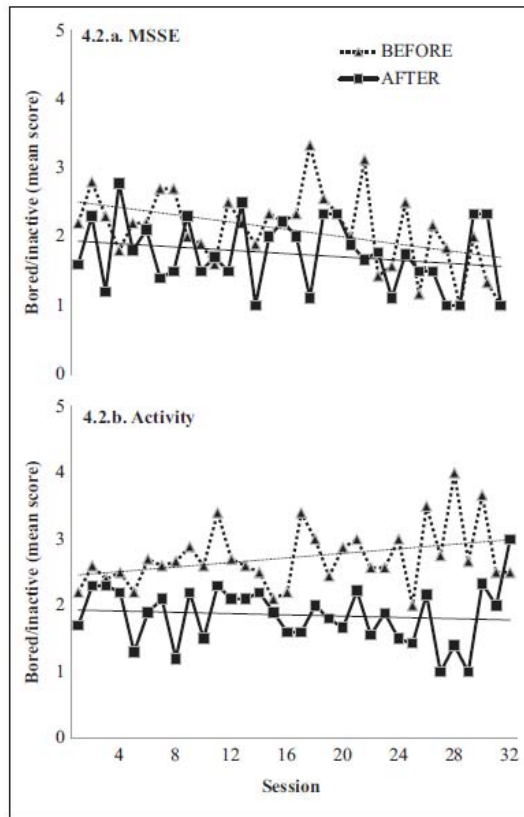 4.2.a. MSSE
BEFORE
AFTER
Bored/inactive (mean score)
5
4
3
2
1
0
4.2.b. Activity
Bored/inactive (mean score)
5
4
3
2
1
0
4 8 12 16 20 24 28 32
Session